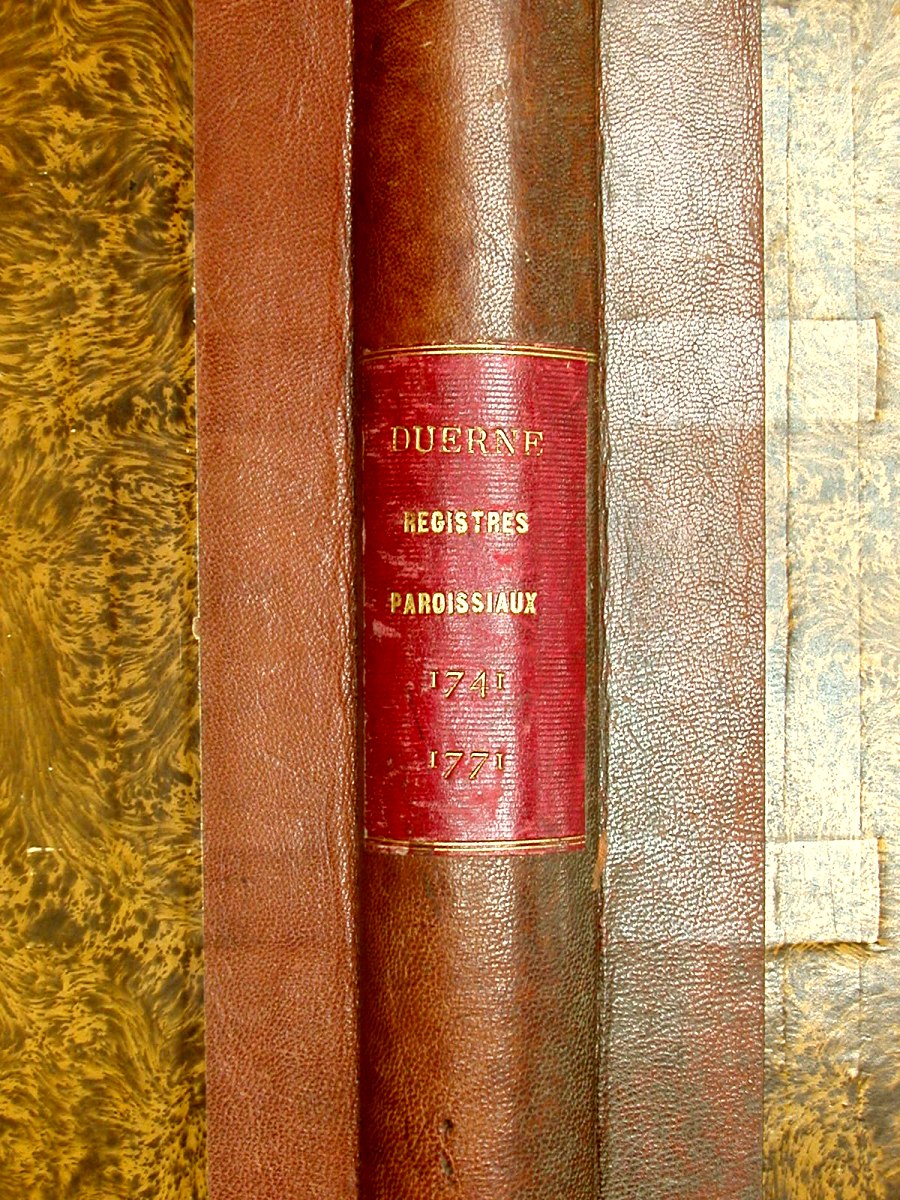 DUERNE
REGISTRES
PAROISSIAUX
1741
1771